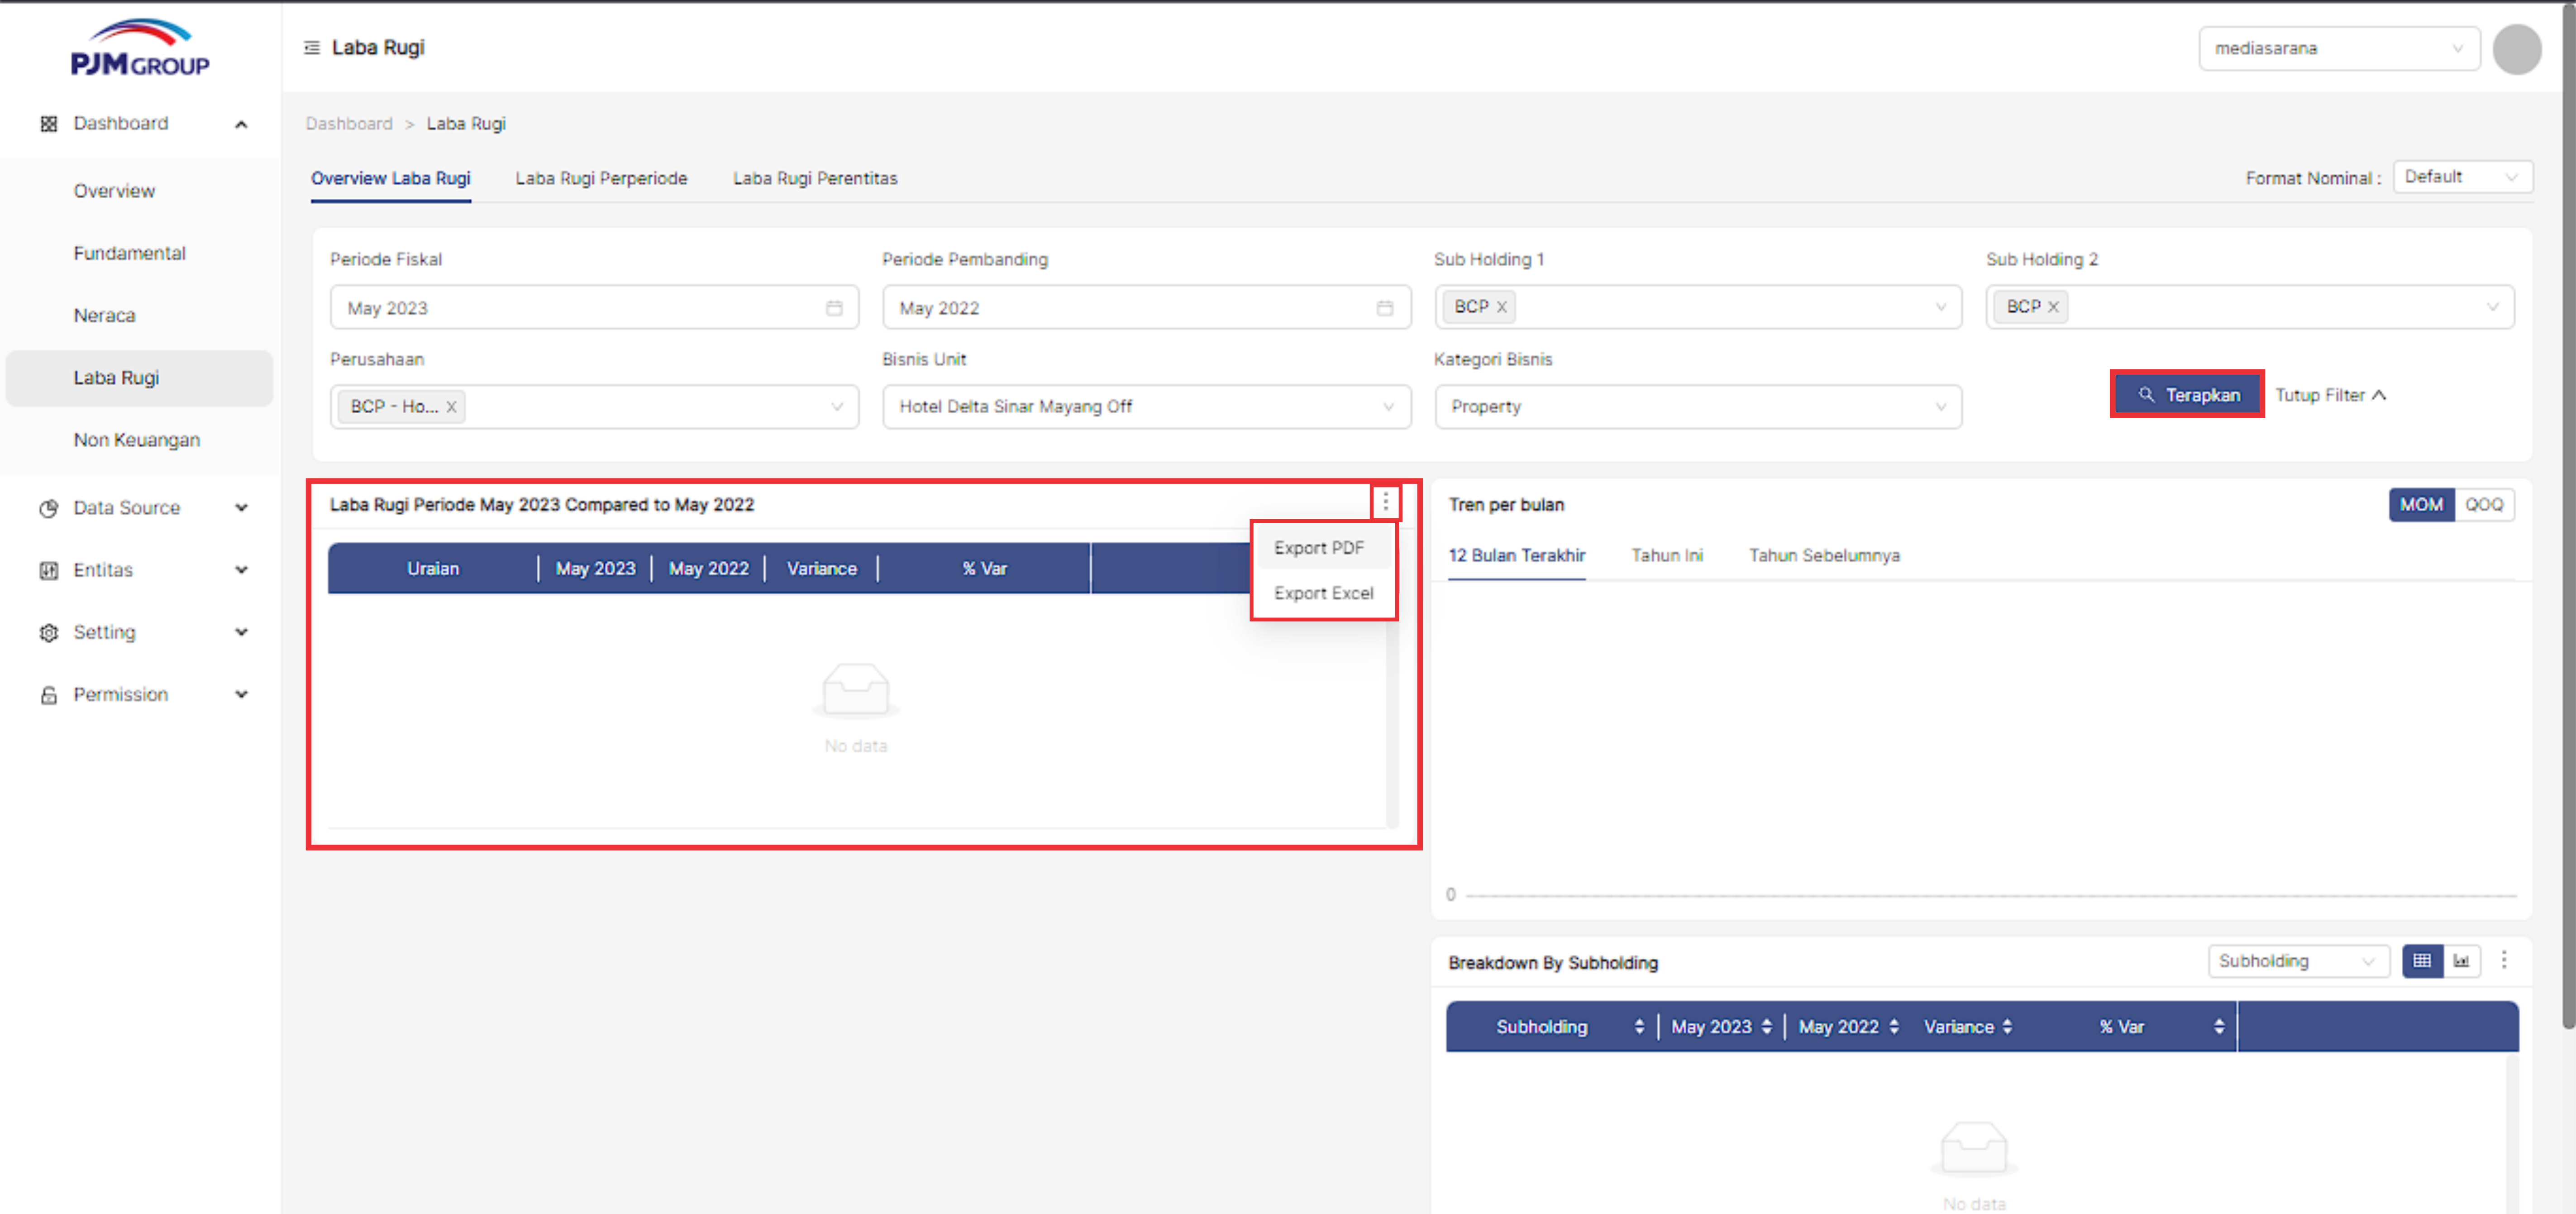 PJM GROUP
Laba Rugi
mediasarana
Dashboard
Overview
Fundamental
Neraca
Laba Rugi
Non Keuangan
Data Source
Entitas
Setting
Permission
Dashboard > Laba Rugi
Overview Laba Rugi Laba Rugi Perperiode Laba Rugi Perentitas
Format Nominal : Default
Periode Fiskal Periode Pembanding Sub Holding 1 Sub Holding 2
May 2023 May 2022 BCP X BCP X
Perusahaan Bisnis Unit Kategori Bisnis
BCP - Ho... X Hotel Delta Sinar Mayang Off Property
Terapkan Tutup Filter
Laba Rugi Periode May 2023 Compared to May 2022
Export PDF
Export Excel
Uraian May 2023 May 2022 Variance % Var
No data
Tren per bulan
MOM QOQ
12 Bulan Terakhir Tahun Ini Tahun Sebelumnya
0
Breakdown By Subholding
Subholding
Subholding May 2023 May 2022 Variance % Var
No data